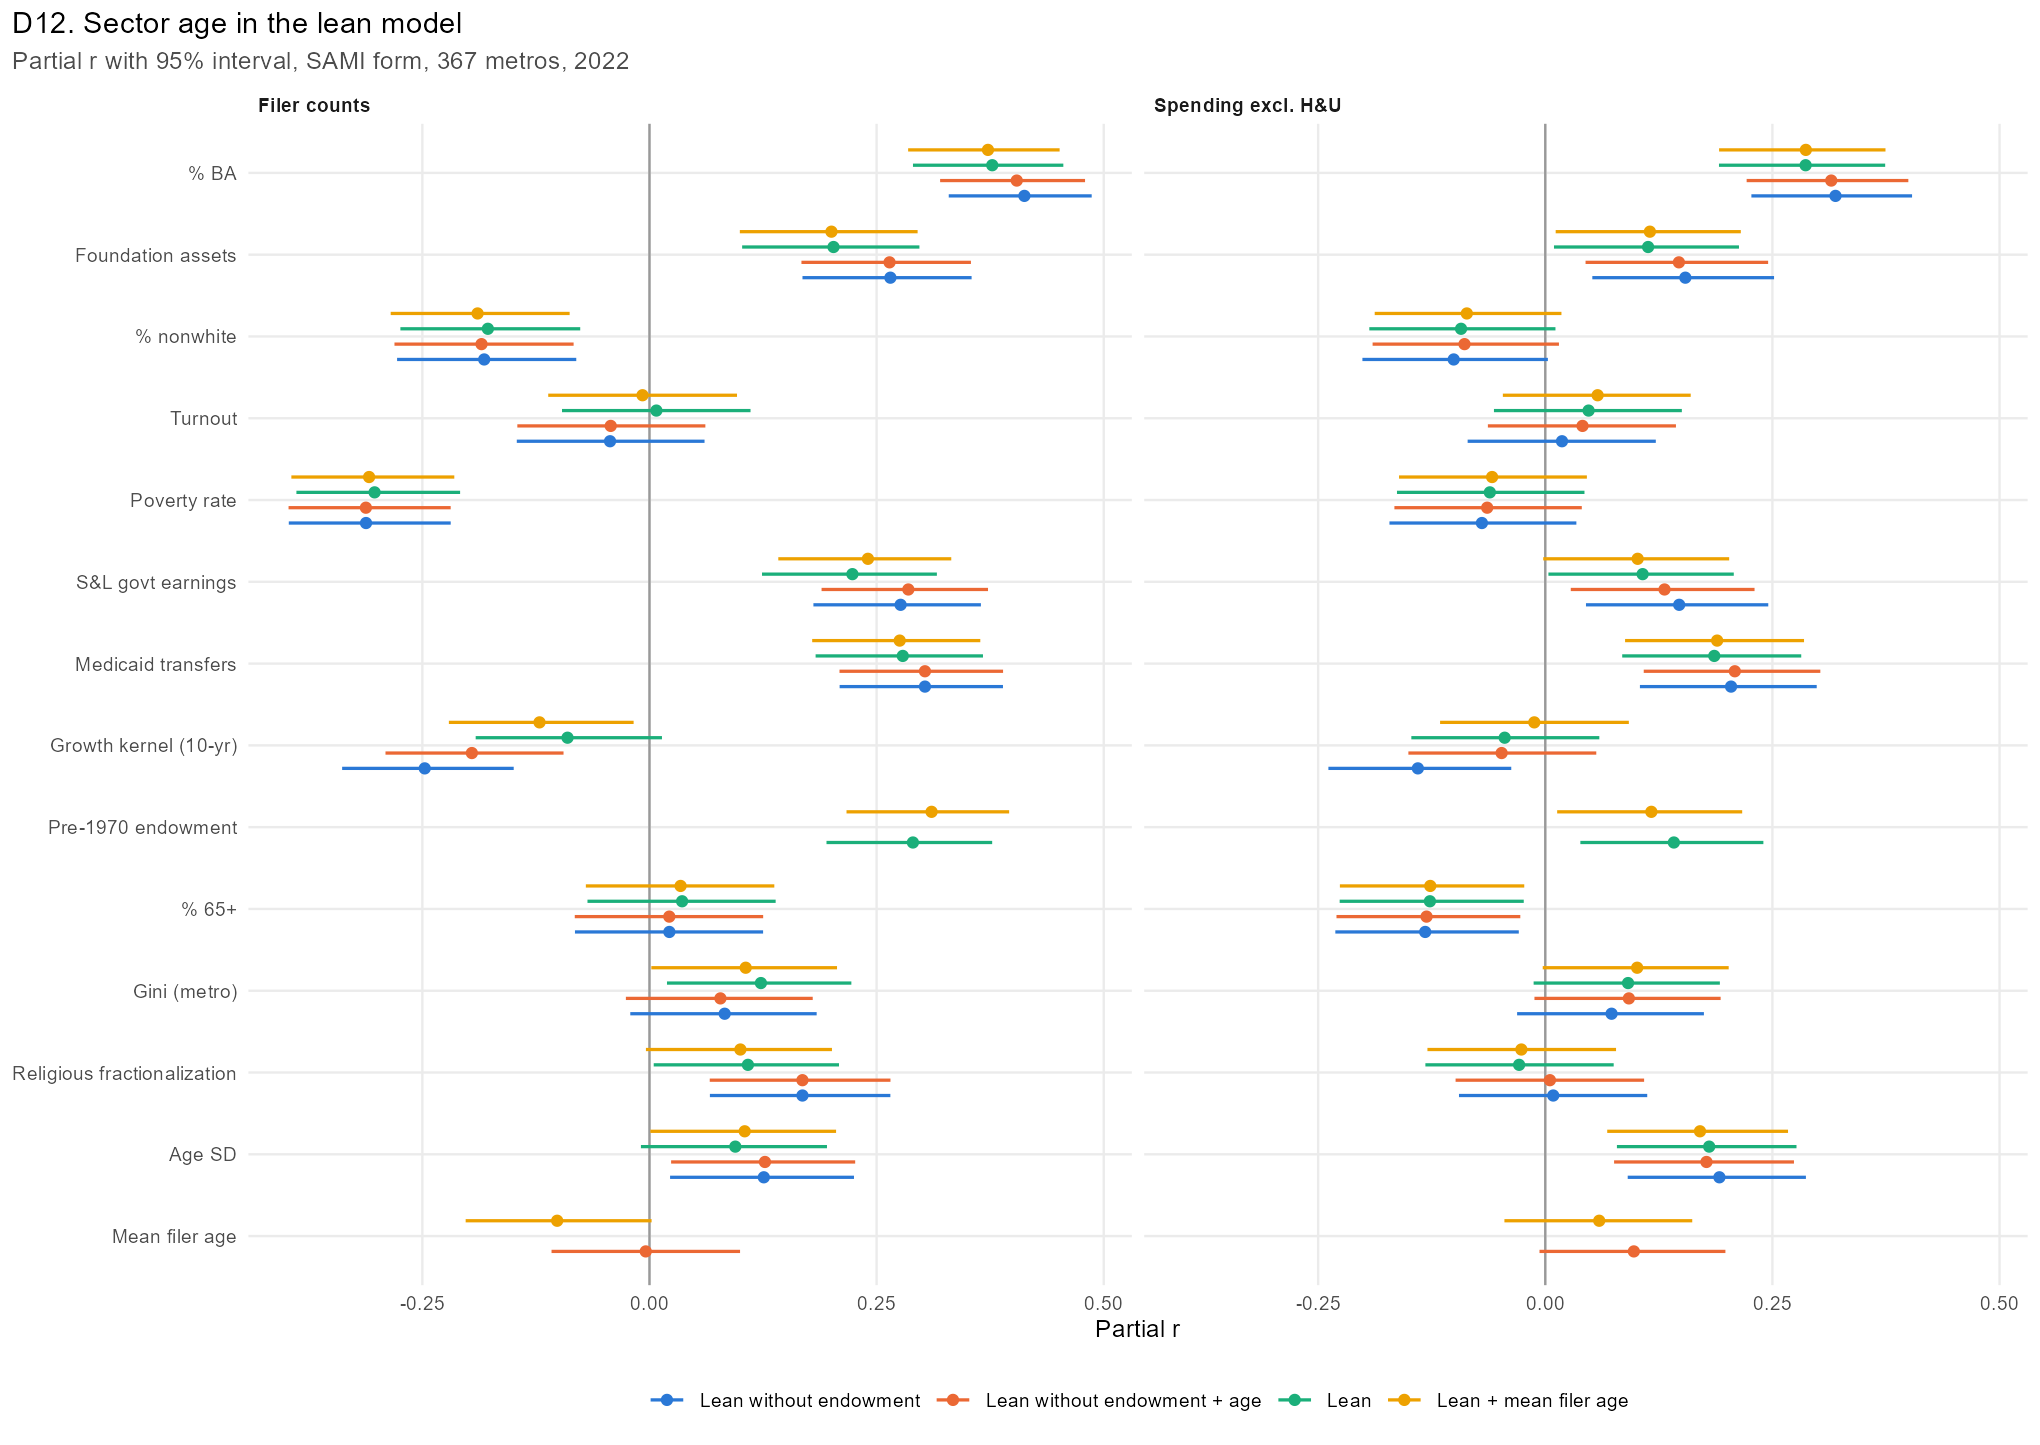 D12. Sector age in the lean model
Partial r with 95% interval, SAMI form, 367 metros, 2022
Filer counts
Spending excl. H&U
% BA
Foundation assets
% nonwhite
Turnout
Poverty rate
S&L govt earnings
Medicaid transfers
Growth kernel (10-yr)
Pre-1970 endowment
% 65+
Gini (metro)
Religious fractionalization
Age SD
Mean filer age
-0.25 0.00 0.25 0.50
-0.25 0.00 0.25 0.50
Partial r
Lean without endowment Lean without endowment + age Lean Lean + mean filer age